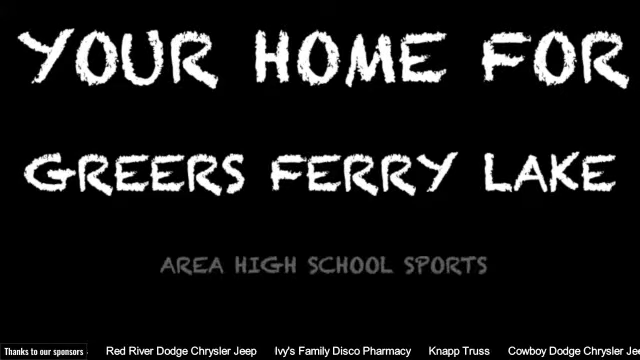 YOUR HOME FOR
GREERS FERRY LAKE
AREA HIGH SCHOOL SPORTS
Thanks to our sponsors Red River Dodge Chrysler Jeep Ivy's Family Disco Pharmacy Knapp Truss Cowboy Dodge Chrysler Jee